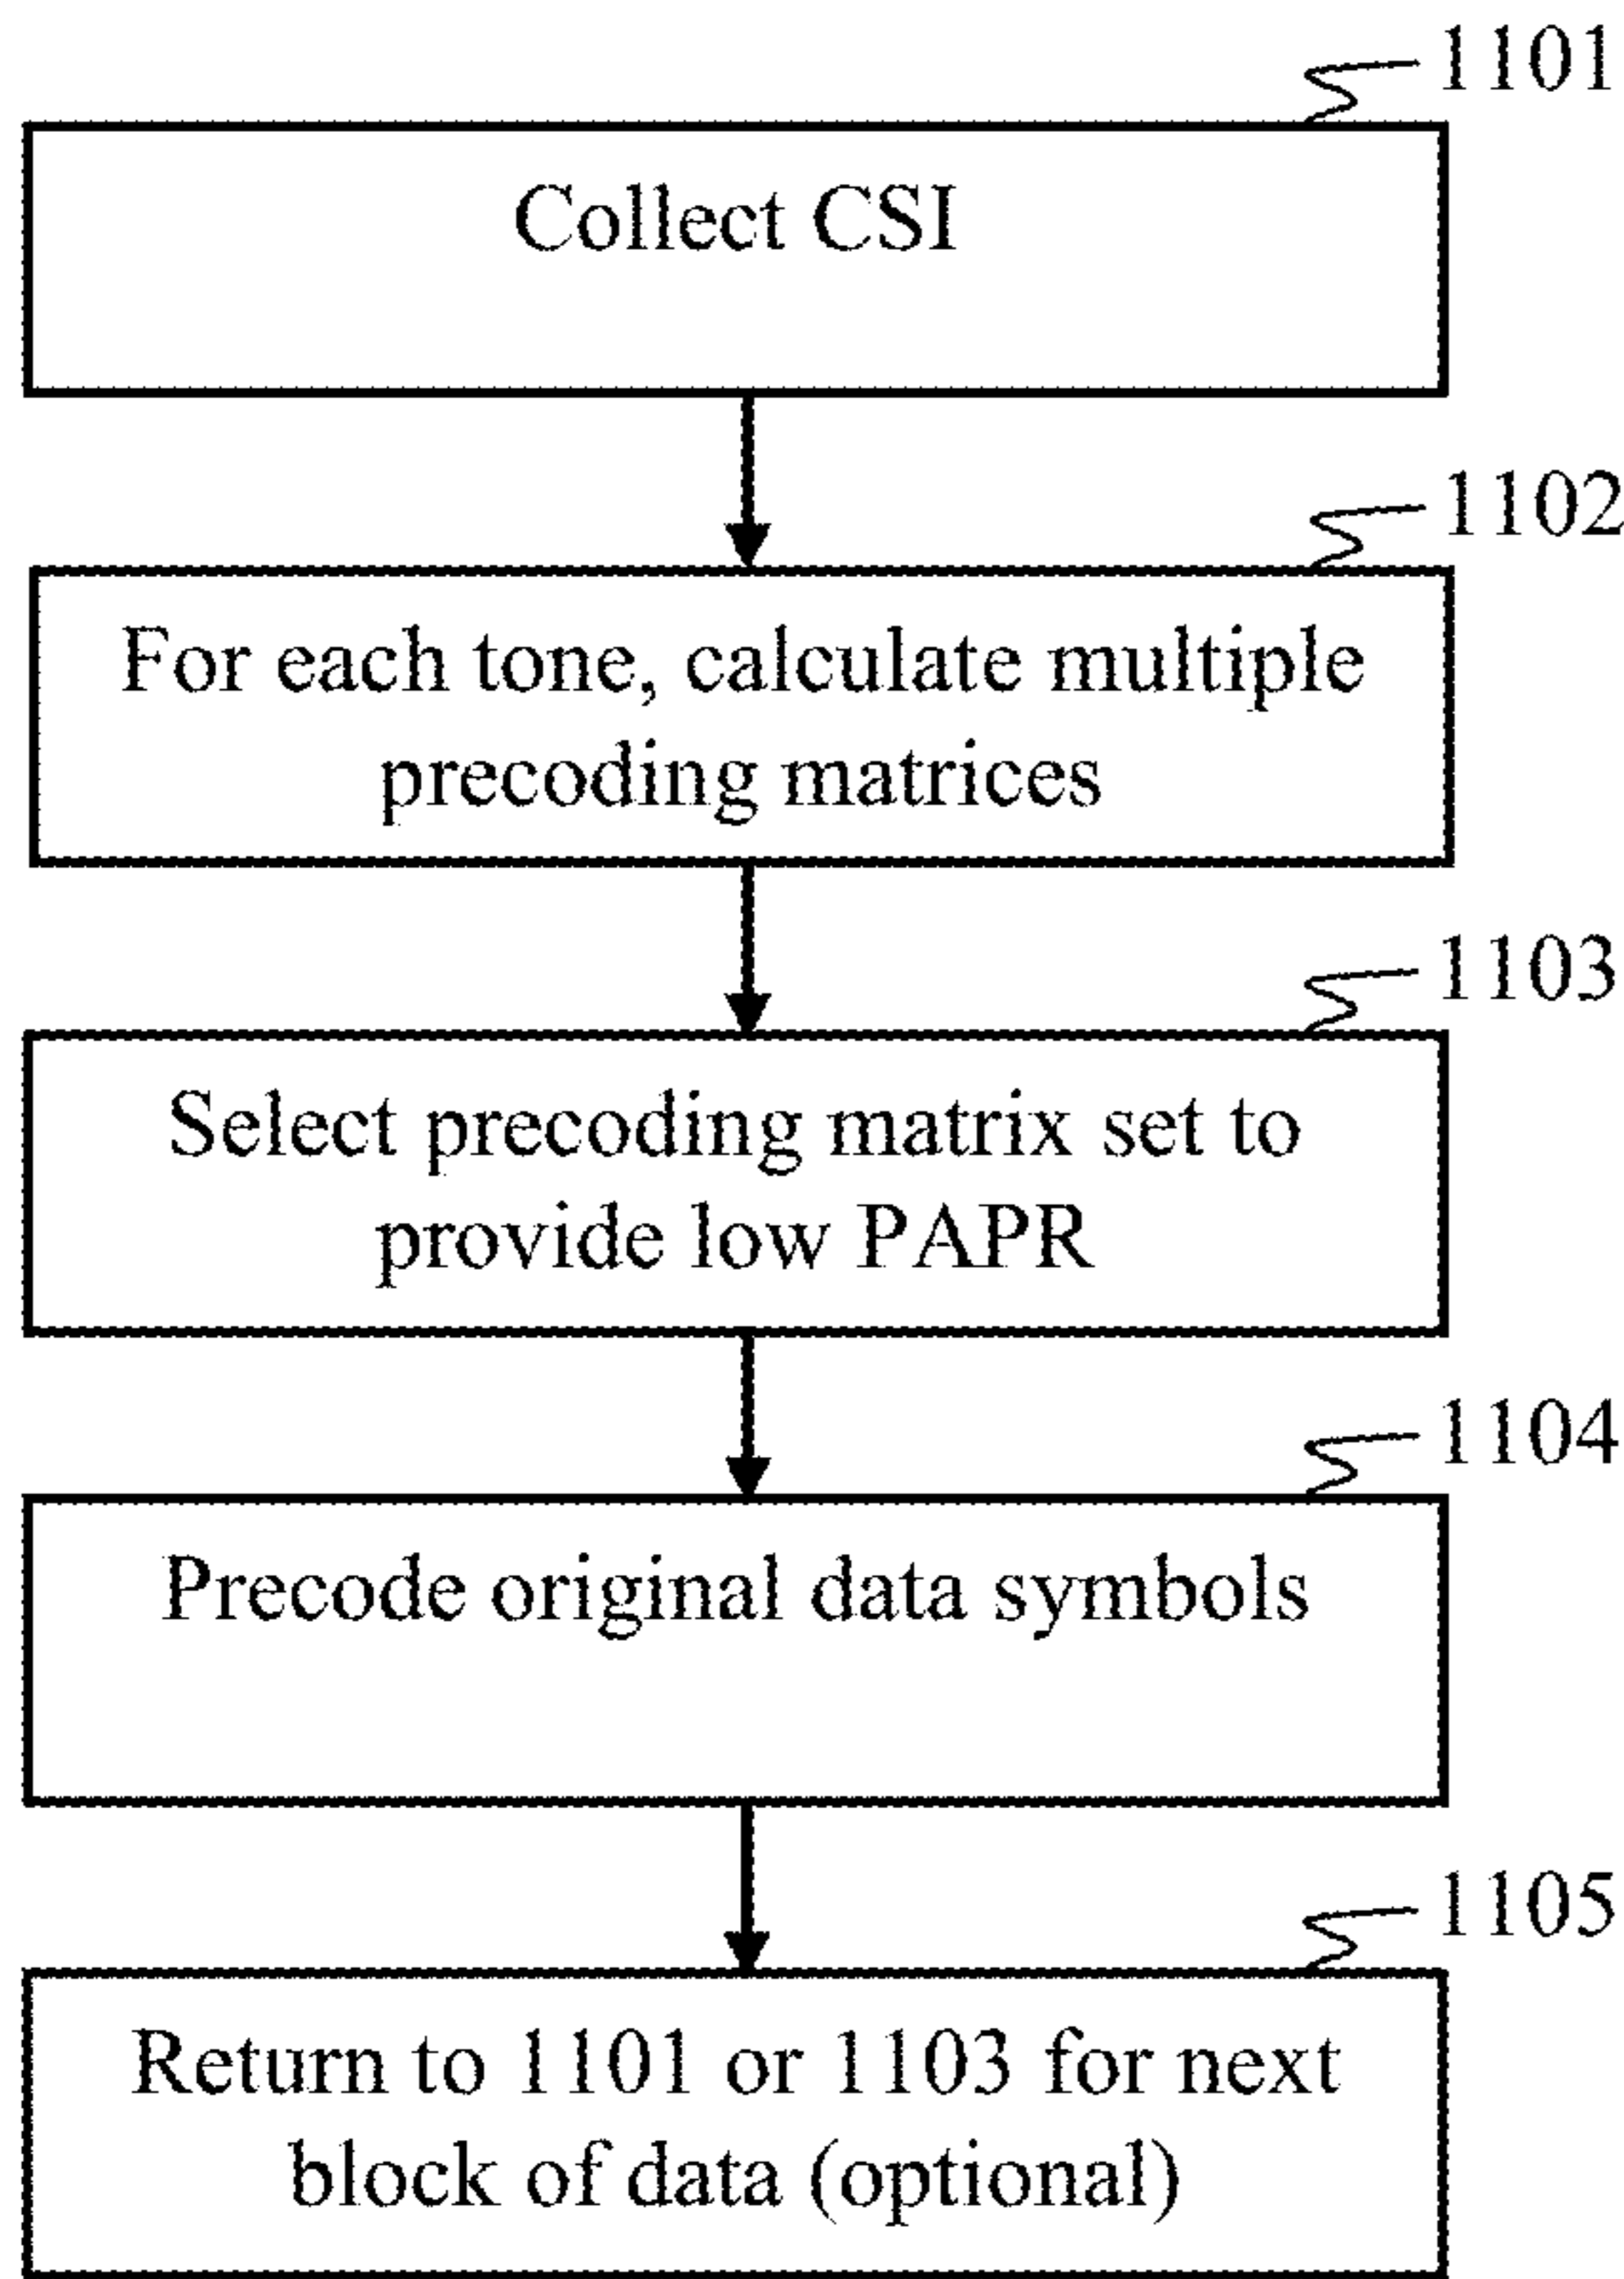 1101
Collect CSI
1102
For each tone, calculate multiple
precoding matrices
1103
Select precoding matrix set to
provide low PAPR
1104
Precode original data symbols
1105
Return to 1101 or 1103 for next
block of data (optional)